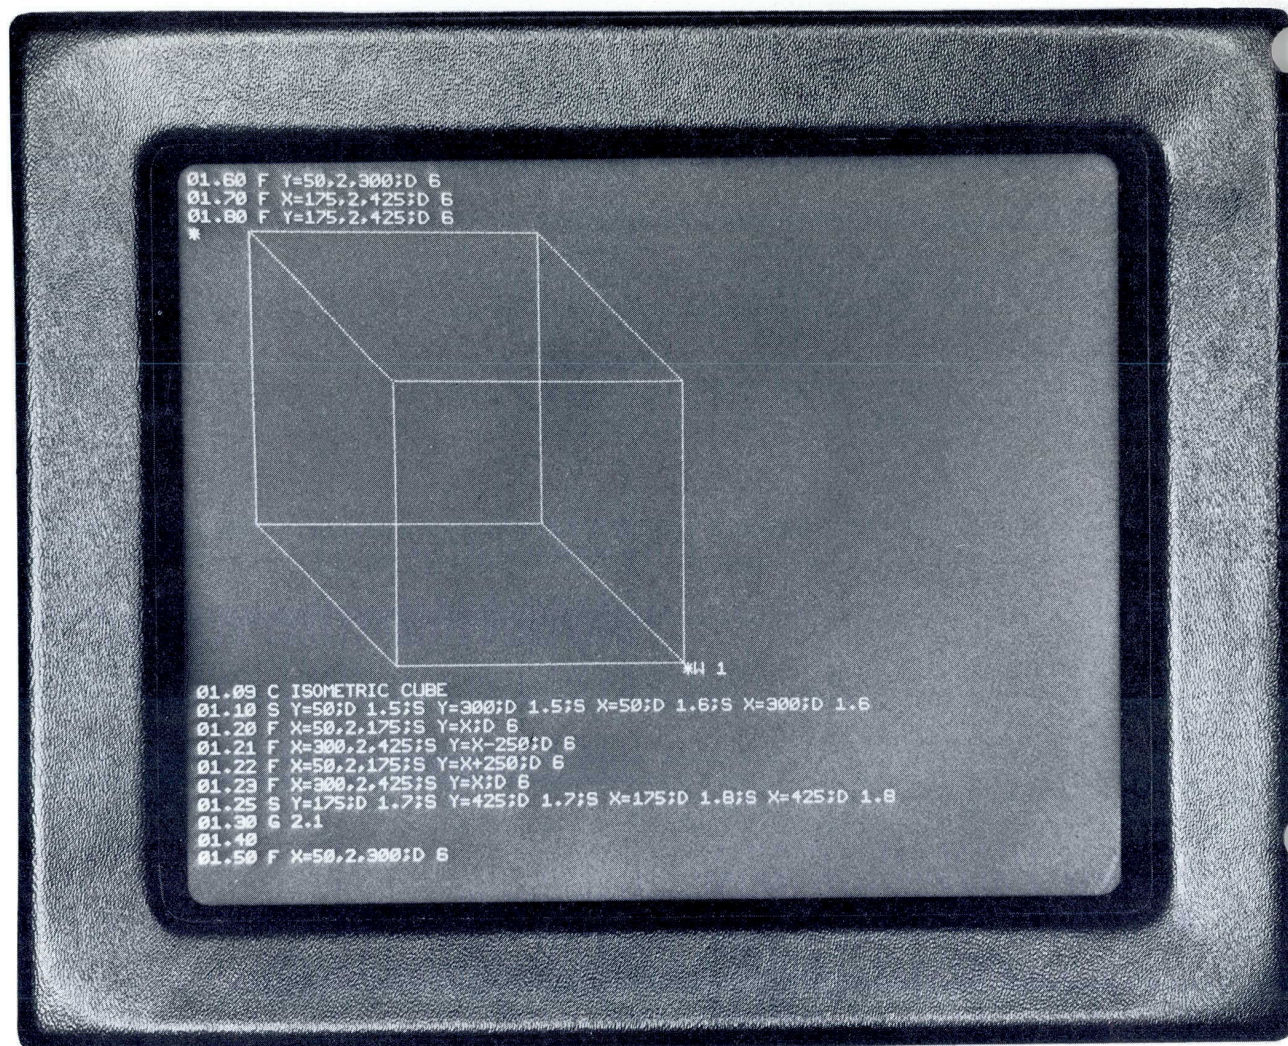 01.60 F Y=50,2,300;D 6
01.70 F X=175,2,425;D 6
01.80 F Y=175,2,425;D 6
*
*W 1
01.09 C ISOMETRIC CUBE
01.10 S Y=50;D 1.5;S Y=300;D 1.5;S X=50;D 1.6;S X=300;D 1.6
01.20 F X=50,2,175;S Y=X;D 6
01.21 F X=300,2,425;S Y=X-250;D 6
01.22 F X=50,2,175;S Y=X+250;D 6
01.23 F X=300,2,425;S Y=X;D 6
01.25 S Y=175;D 1.7;S Y=425;D 1.7;S X=175;D 1.8;S X=425;D 1.8
01.30 G 2.1
01.40
01.50 F X=50,2,300;D 6